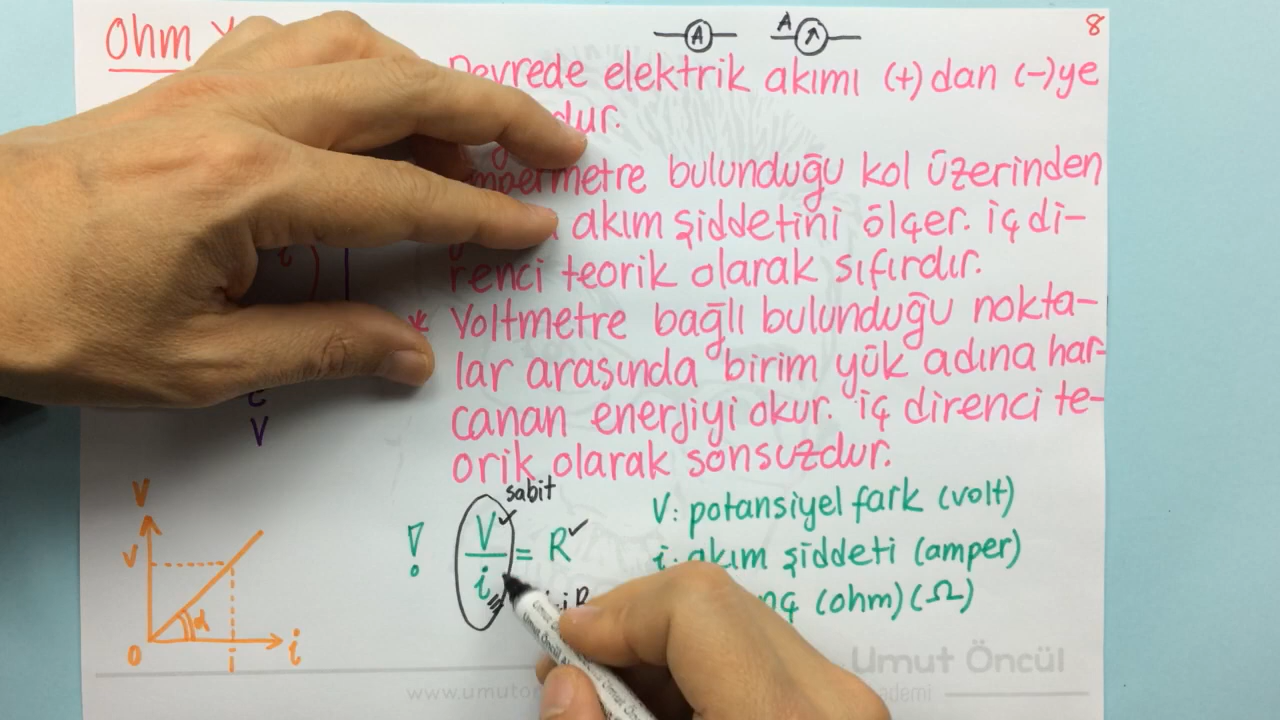 8
Ohm
A
A
Devrede elektrik akımı (+)dan (-)ye
dur.
Ampermetre bulunduğu kol üzerinden
akım şiddetini ölçer. iç di-
renci teorik olarak sıfırdır.
* Voltmetre bağlı bulunduğu nokta-
lar arasında birim yük adına har-
canan enerjiyi okur. iç direnci te-
orik olarak sonsuzdur.
i
V
sabit
! V/i = R
V: potansiyel fark (volt)
i: akım şiddeti (amper)
(ohm)(Ω)
V
V
α
0
i
i
Umut Öncül